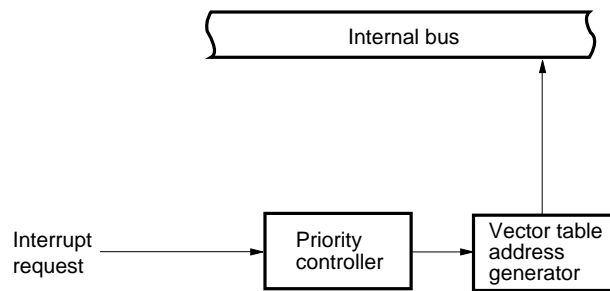 Internal bus
Interrupt
request
Priority
controller
Vector table
address
generator